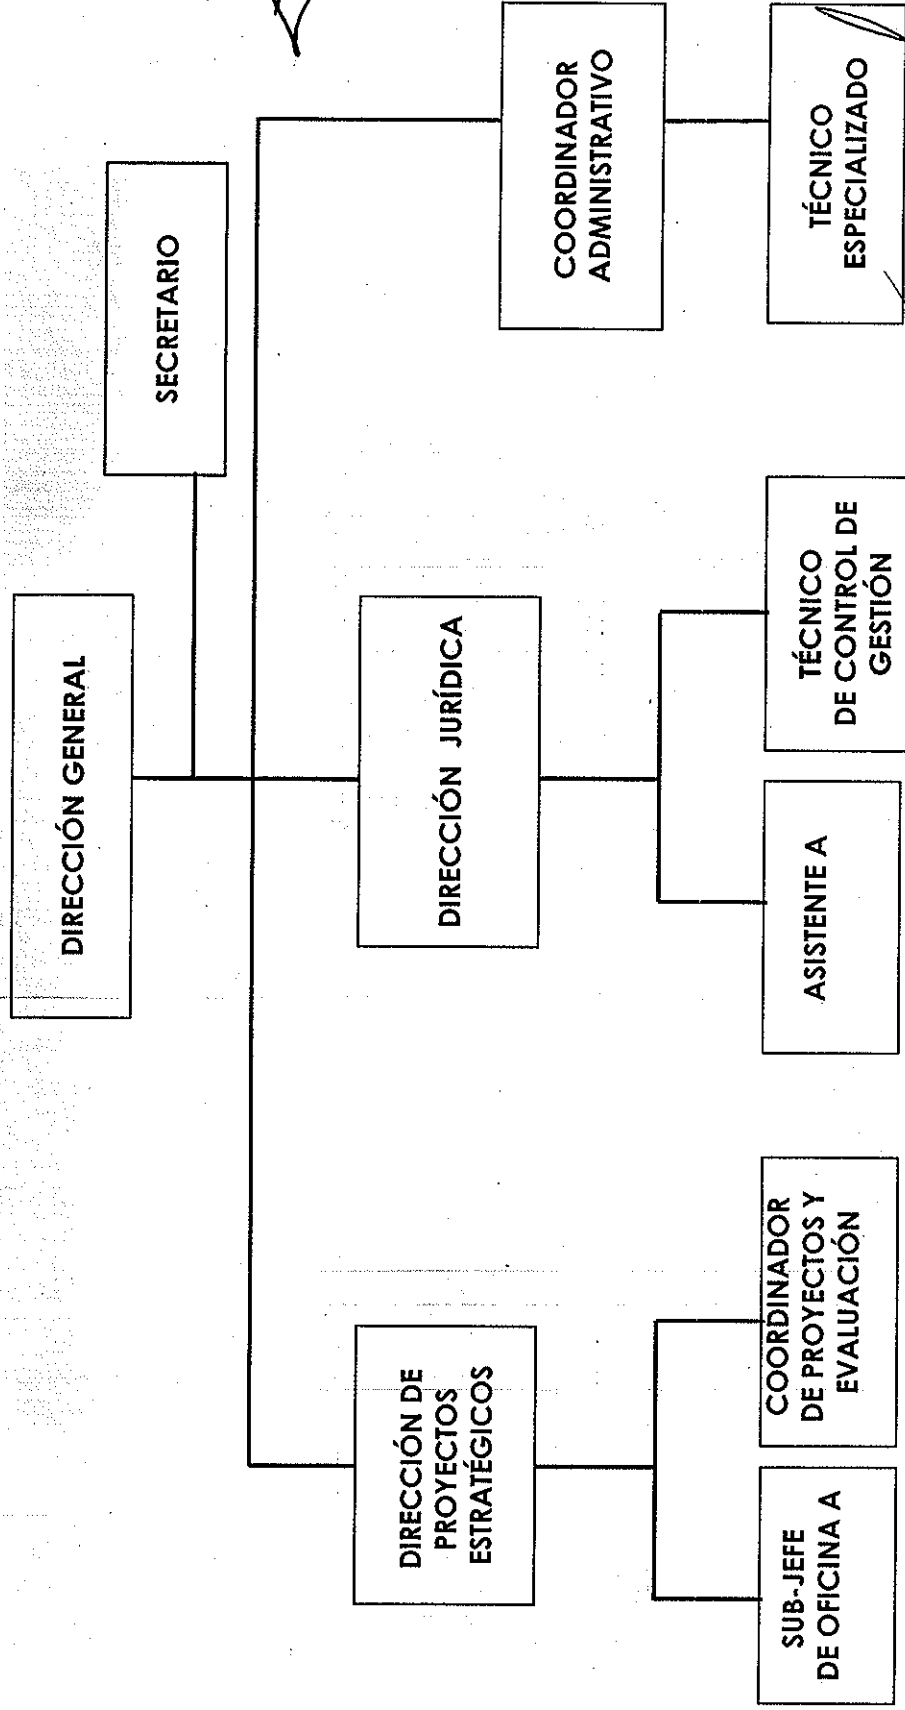 DIRECCIÓN GENERAL
SECRETARIO
DIRECCIÓN DE
PROYECTOS
ESTRATÉGICOS
DIRECCIÓN JURÍDICA
COORDINADOR
ADMINISTRATIVO
SUB-JEFE
DE OFICINA A
COORDINADOR
DE PROYECTOS Y
EVALUACIÓN
ASISTENTE A
TÉCNICO
DE CONTROL DE
GESTIÓN
TÉCNICO
ESPECIALIZADO